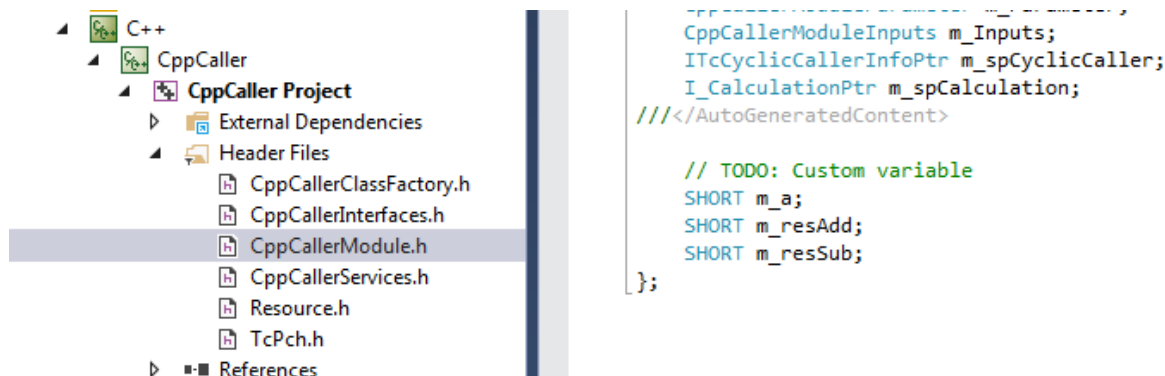 C++
CppCaller
CppCaller Project
External Dependencies
Header Files
CppCallerClassFactory.h
CppCallerInterfaces.h
CppCallerModule.h
CppCallerServices.h
Resource.h
TcPch.h
References
CppCallerModuleInputs m_Inputs;
ITcCyclicCallerInfoPtr m_spCyclicCaller;
I_CalculationPtr m_spCalculation;
///</AutoGeneratedContent>
// TODO: Custom variable
SHORT m_a;
SHORT m_resAdd;
SHORT m_resSub;
};